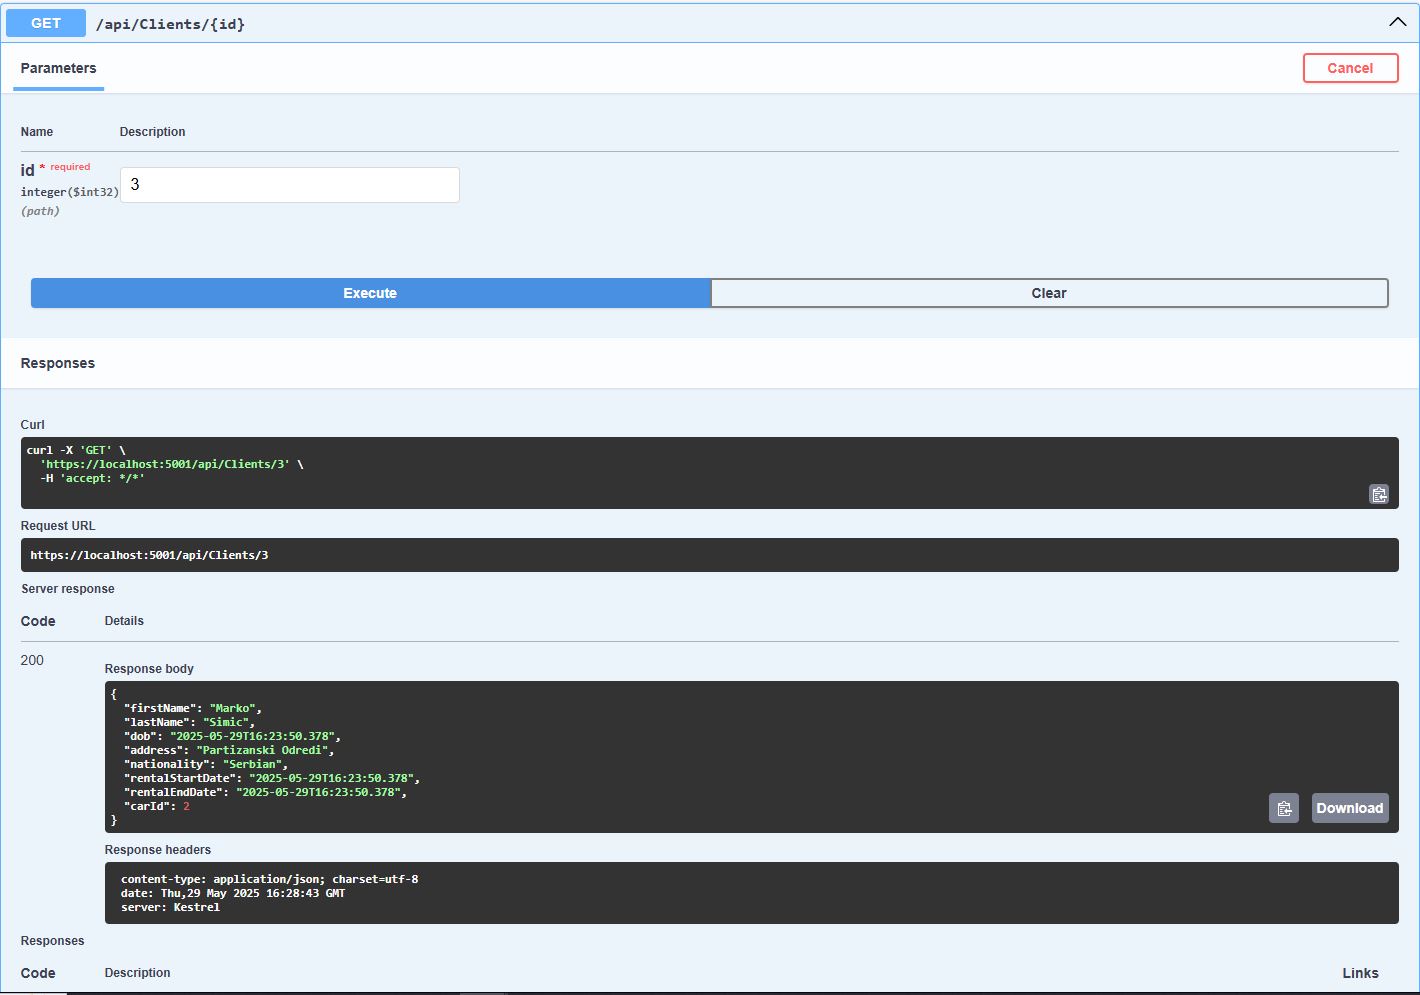 GET /api/Clients/{id}
Parameters
Cancel
Name Description
id * required
integer($int32)
(path)
3
Execute Clear
Responses
Curl
curl -X 'GET' \
  'https://localhost:5001/api/Clients/3' \
  -H 'accept: */*'
Request URL
https://localhost:5001/api/Clients/3
Server response
Code Details
200
Response body
{
  "firstName": "Marko",
  "lastName": "Simic",
  "dob": "2025-05-29T16:23:50.378",
  "address": "Partizanski Odredi",
  "nationality": "Serbian",
  "rentalStartDate": "2025-05-29T16:23:50.378",
  "rentalEndDate": "2025-05-29T16:23:50.378",
  "carId": 2
}
Download
Response headers
content-type: application/json; charset=utf-8
date: Thu,29 May 2025 16:28:43 GMT
server: Kestrel
Responses
Code Description Links